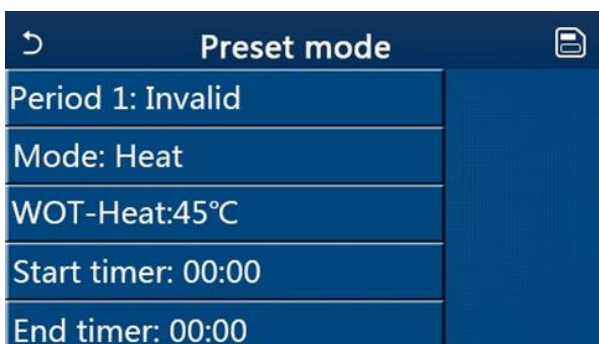 Preset mode
Period 1: Invalid
Mode: Heat
WOT-Heat:45℃
Start timer: 00:00
End timer: 00:00